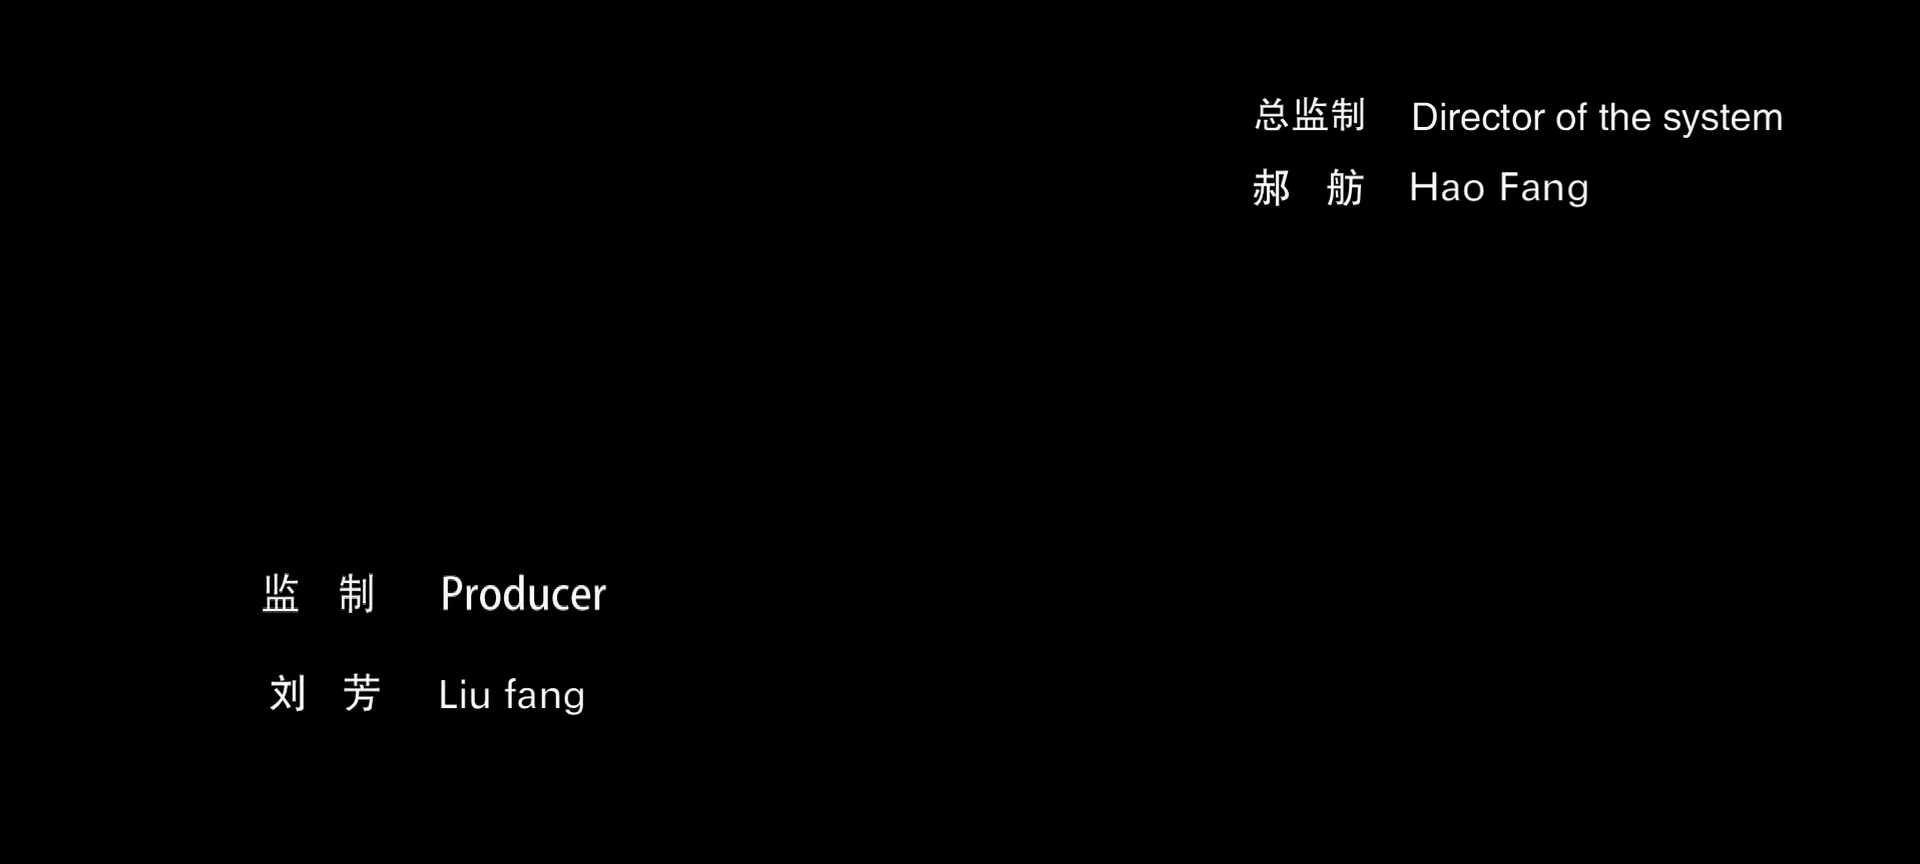 总监制 Director of the system
郝 舫 Hao Fang
监 制 Producer
刘 芳 Liu fang